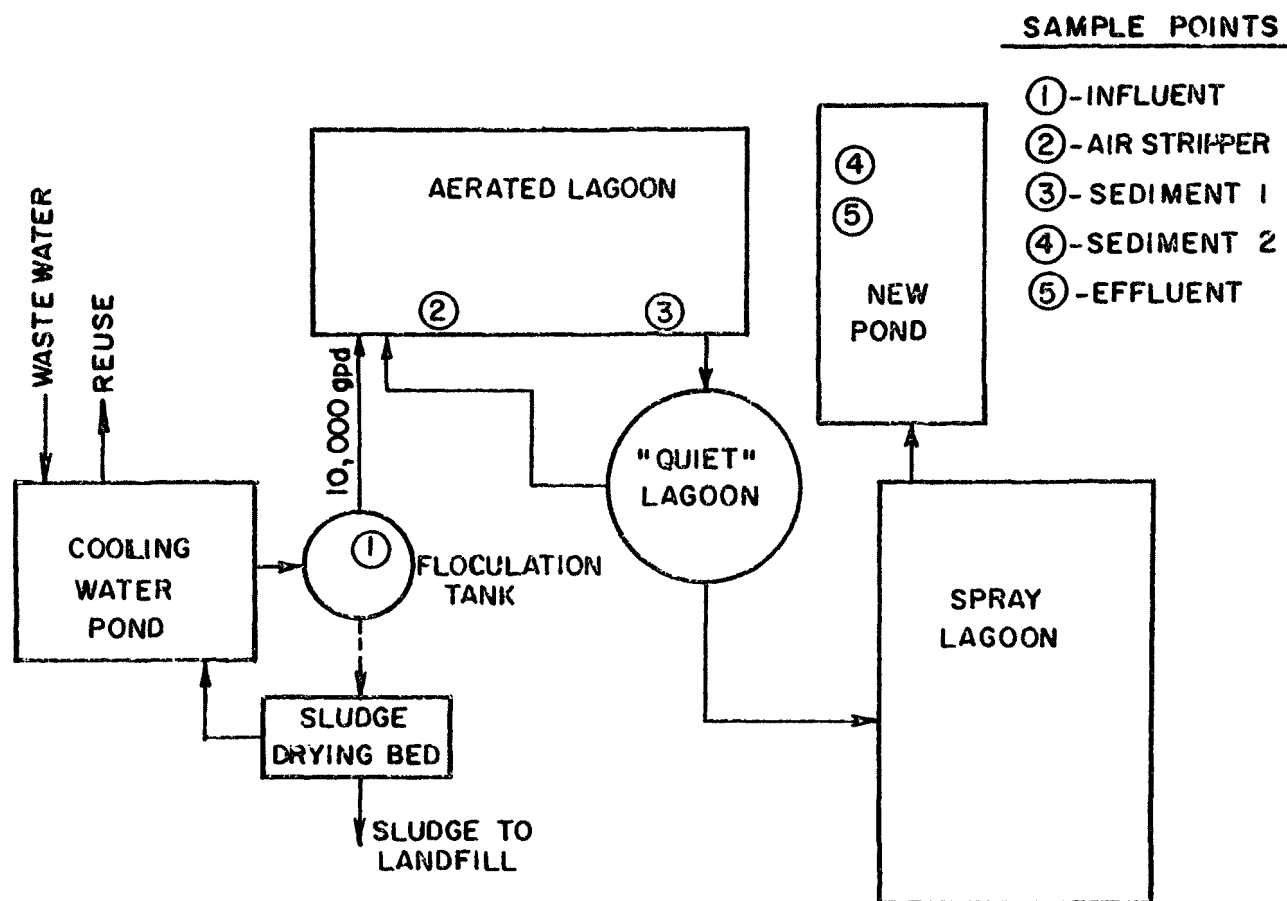 SAMPLE POINTS
①-INFLUENT
②-AIR STRIPPER
③-SEDIMENT 1
④-SEDIMENT 2
⑤-EFFLUENT
AERATED LAGOON
②
③
④
⑤
NEW
POND
WASTE WATER
REUSE
10,000 gpd
"QUIET"
LAGOON
COOLING
WATER
POND
①
FLOCULATION
TANK
SPRAY
LAGOON
SLUDGE
DRYING BED
SLUDGE TO
LANDFILL